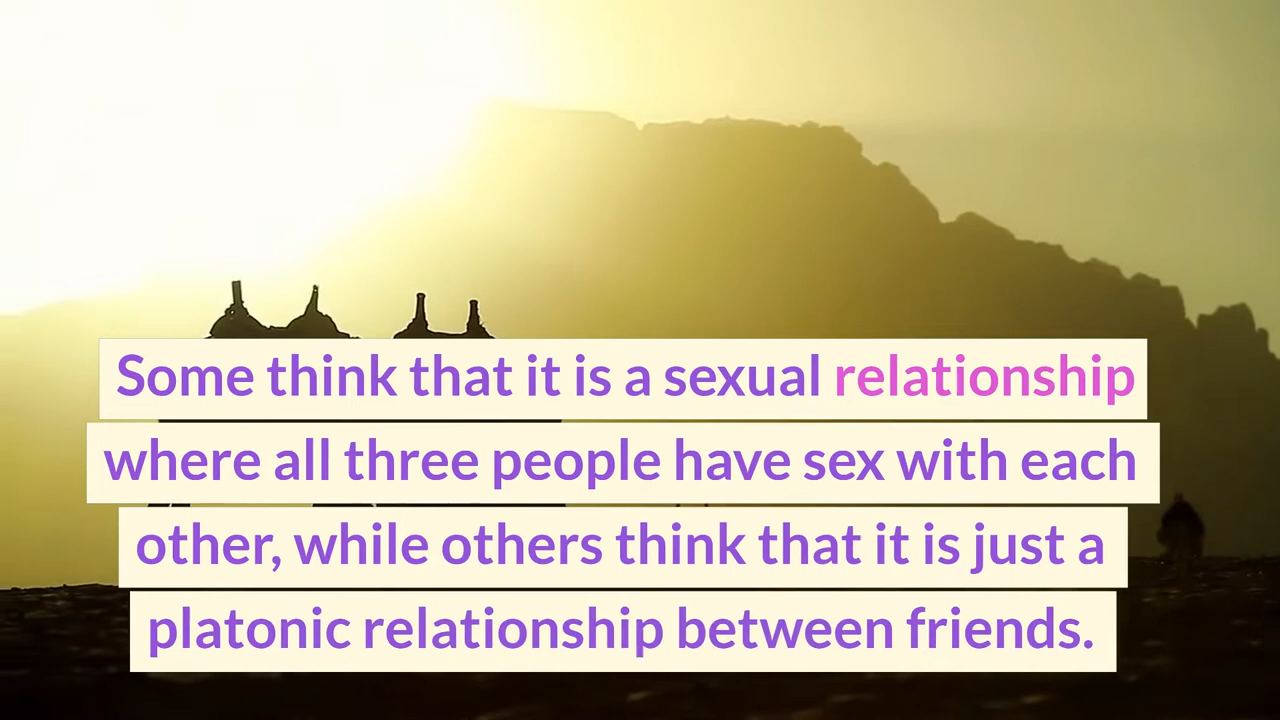 Some think that it is a sexual relationship
where all three people have sex with each
other, while others think that it is just a
platonic relationship between friends.